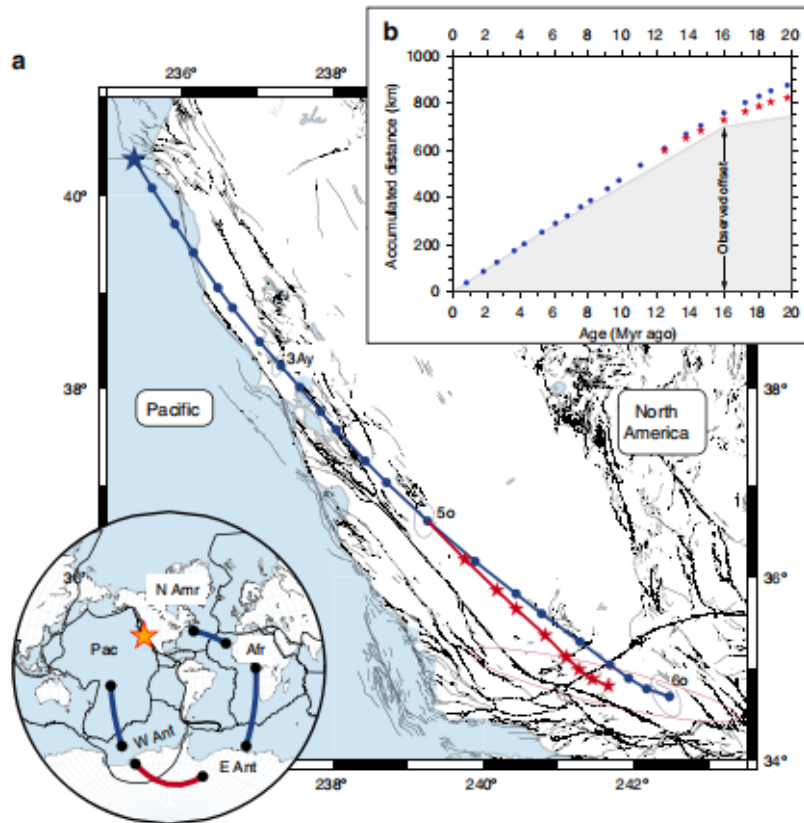 a
236°
238°
40°
38°
36°
238°
240°
242°
38°
36°
34°
Pacific
North
America
3Ay
5o
6o
N Amr
Pac
Afr
W Ant
E Ant
b
0 2 4 6 8 10 12 14 16 18 20
1000
800
600
400
200
0
Accumulated distance (km)
Observed offset
0 2 4 6 8 10 12 14 16 18 20
Age (Myr ago)